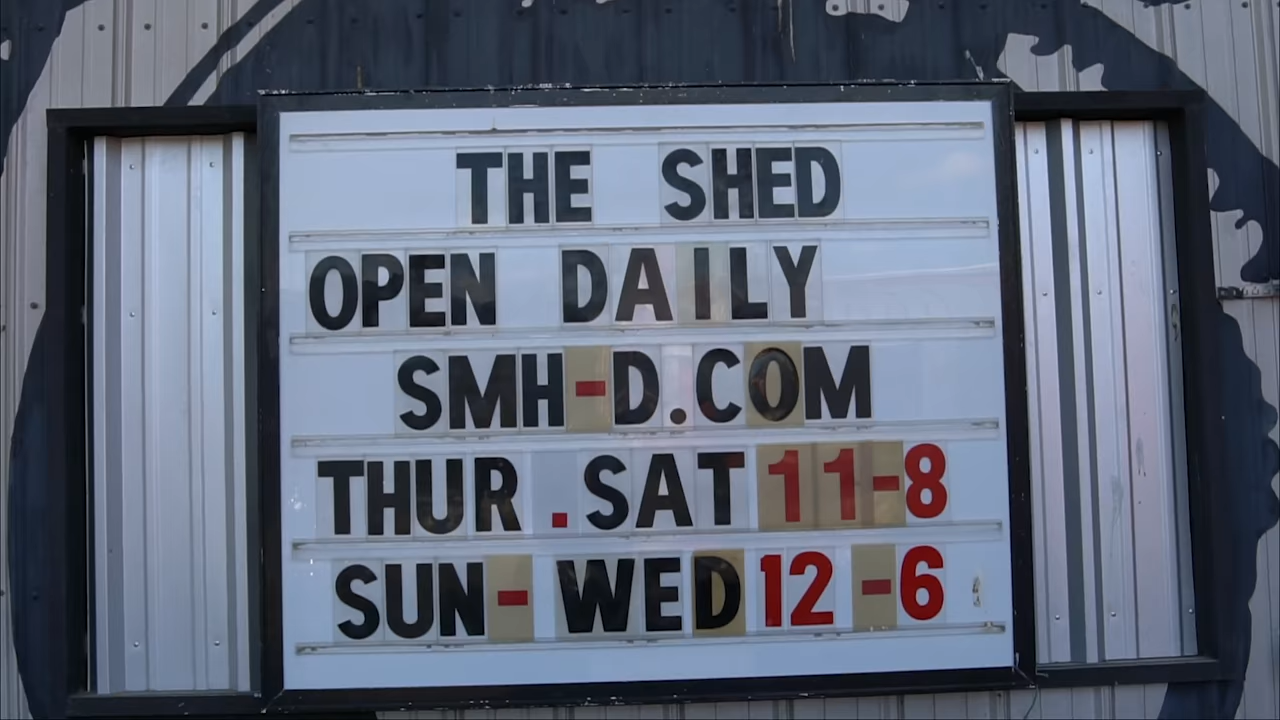 THE SHED
OPEN DAILY
SMH-D.COM
THUR.SAT 11-8
SUN-WED 12-6